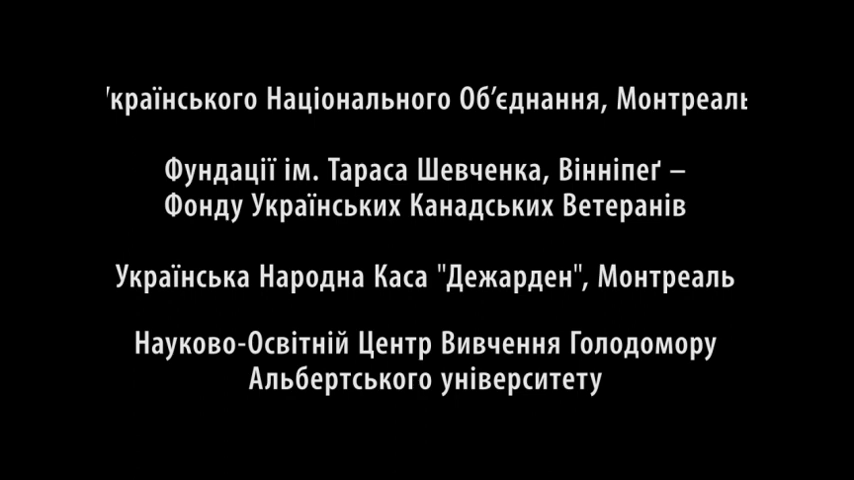 Українського Національного Об’єднання, Монтреаль
Фундації ім. Тараса Шевченка, Вінніпеґ –
Фонду Українських Канадських Ветеранів
Українська Народна Каса "Дежарден", Монтреаль
Науково-Освітній Центр Вивчення Голодомору
Альбертського університету